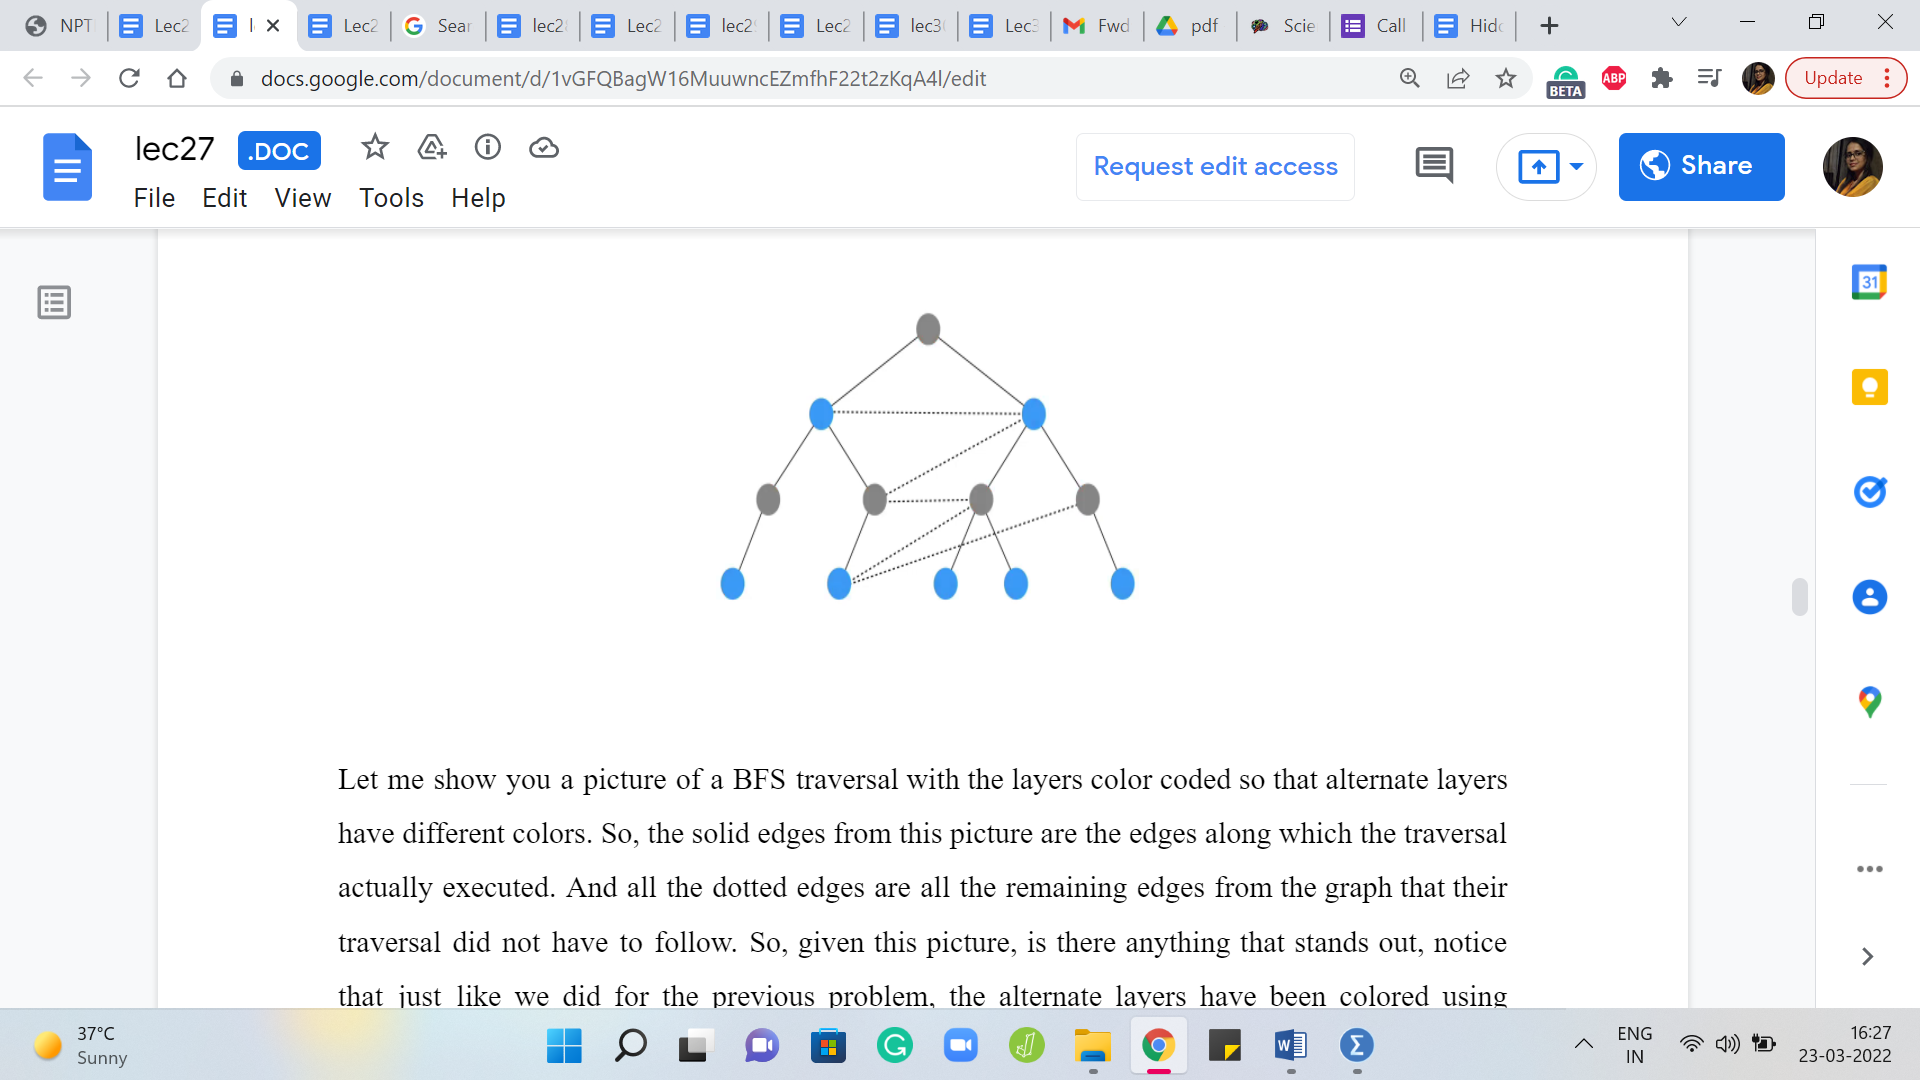 NPT
Lec2
l
Lec2
Sear
lec2
Lec2
lec2
Lec2
lec3
Lec3
Fwd
pdf
Scie
Call
Hidd
docs.google.com/document/d/1vGFQBagW16MuuwncEZmfhF22t2zKqA4l/edit
BETA
ABP
Update
lec27
.DOC
File Edit View Tools Help
Request edit access
Share
31
Let me show you a picture of a BFS traversal with the layers color coded so that alternate layers
have different colors. So, the solid edges from this picture are the edges along which the traversal
actually executed. And all the dotted edges are all the remaining edges from the graph that their
traversal did not have to follow. So, given this picture, is there anything that stands out, notice
that just like we did for the previous problem, the alternate layers have been colored using
37°C
Sunny
ENG
IN
16:27
23-03-2022